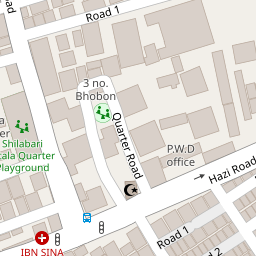 Road 1
3 no.
Bhobon
Quarter Road
Shilabari
Quarter
Playground
P.W.D
office
Hazi Road
IBN SINA
Road 1
Road 2